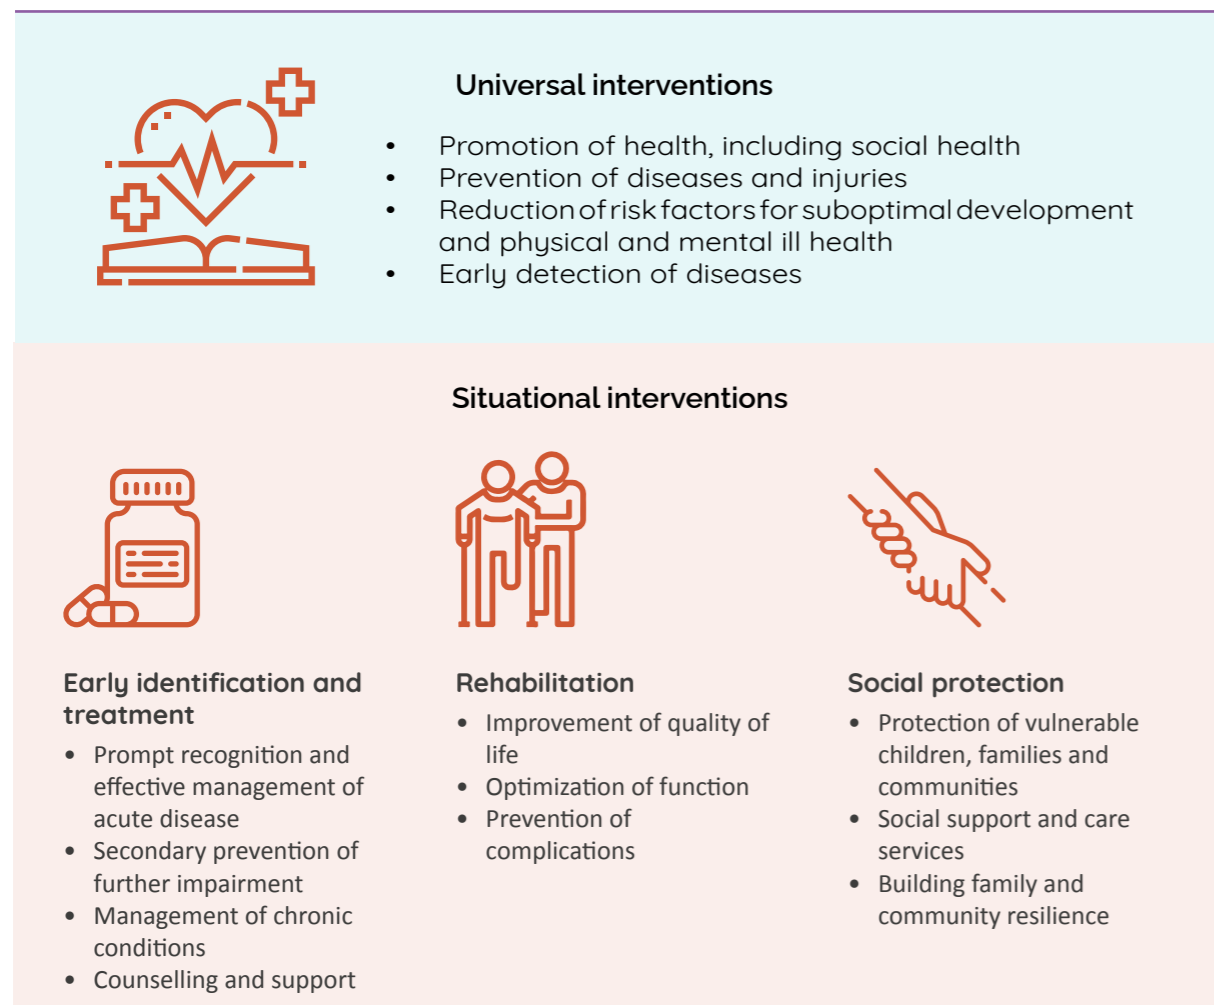 Universal interventions
• Promotion of health, including social health
• Prevention of diseases and injuries
• Reduction of risk factors for suboptimal development
and physical and mental ill health
• Early detection of diseases
Situational interventions
Early identification and
treatment
• Prompt recognition and
effective management of
acute disease
• Secondary prevention of
further impairment
• Management of chronic
conditions
• Counselling and support
Rehabilitation
• Improvement of quality of
life
• Optimization of function
• Prevention of
complications
Social protection
• Protection of vulnerable
children, families and
communities
• Social support and care
services
• Building family and
community resilience